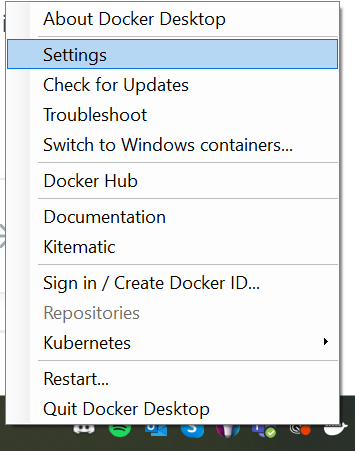 About Docker Desktop
Settings
Check for Updates
Troubleshoot
Switch to Windows containers...
Docker Hub
Documentation
Kitematic
Sign in / Create Docker ID...
Repositories
Kubernetes
Restart...
Quit Docker Desktop